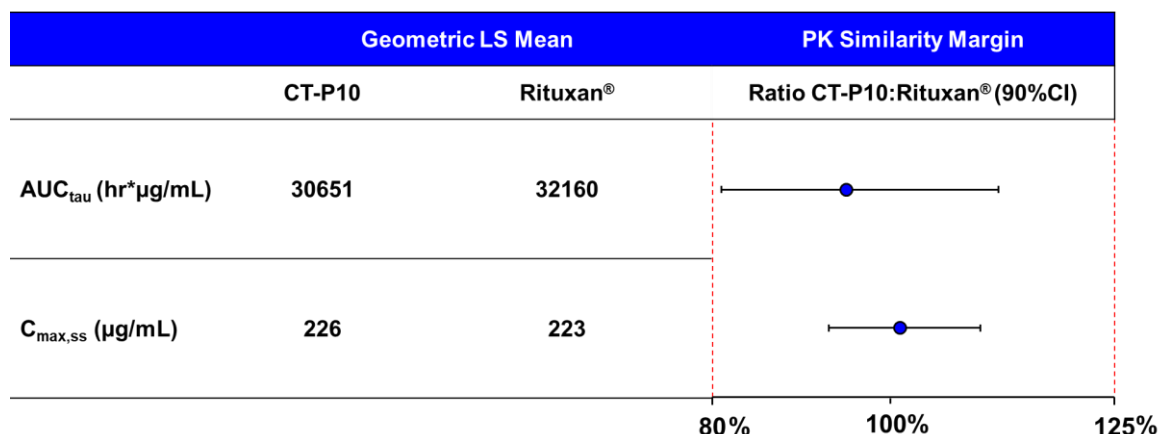 Geometric LS Mean PK Similarity Margin
CT-P10 Rituxan® Ratio CT-P10:Rituxan® (90%CI)
AUCtau (hr*µg/mL) 30651 32160
Cmax,ss (µg/mL) 226 223
80% 100% 125%